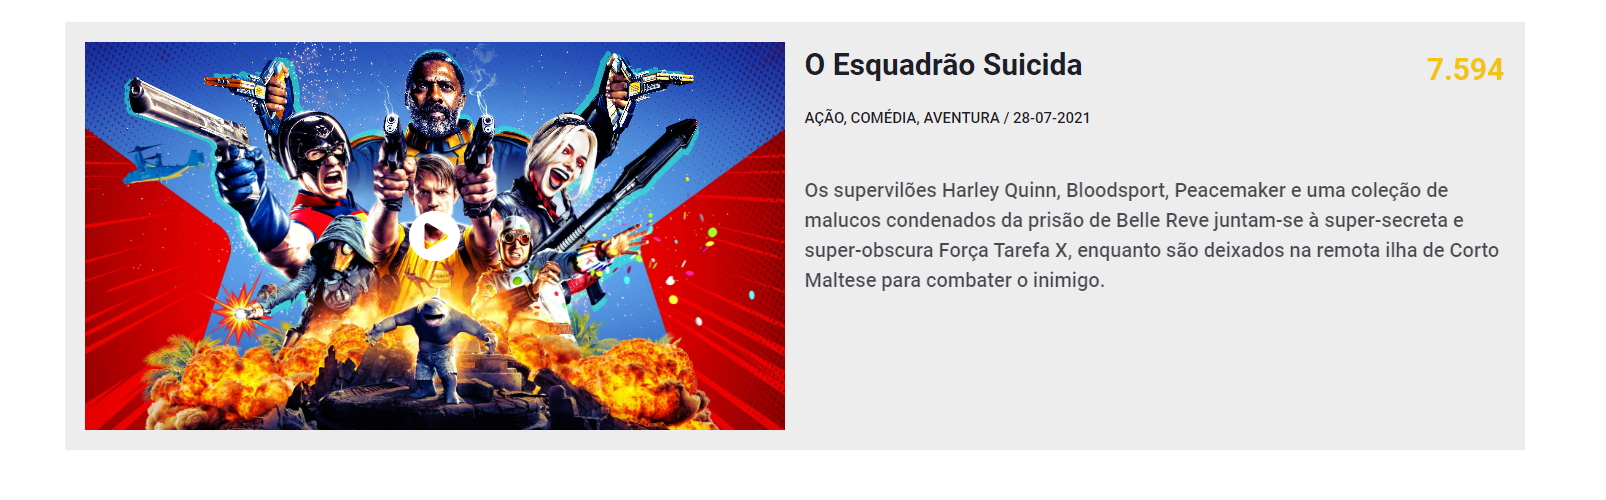 O Esquadrão Suicida
7.594
AÇÃO, COMÉDIA, AVENTURA / 28-07-2021
Os supervilões Harley Quinn, Bloodsport, Peacemaker e uma coleção de
malucos condenados da prisão de Belle Reve juntam-se à super-secreta e
super-obscura Força Tarefa X, enquanto são deixados na remota ilha de Corto
Maltese para combater o inimigo.